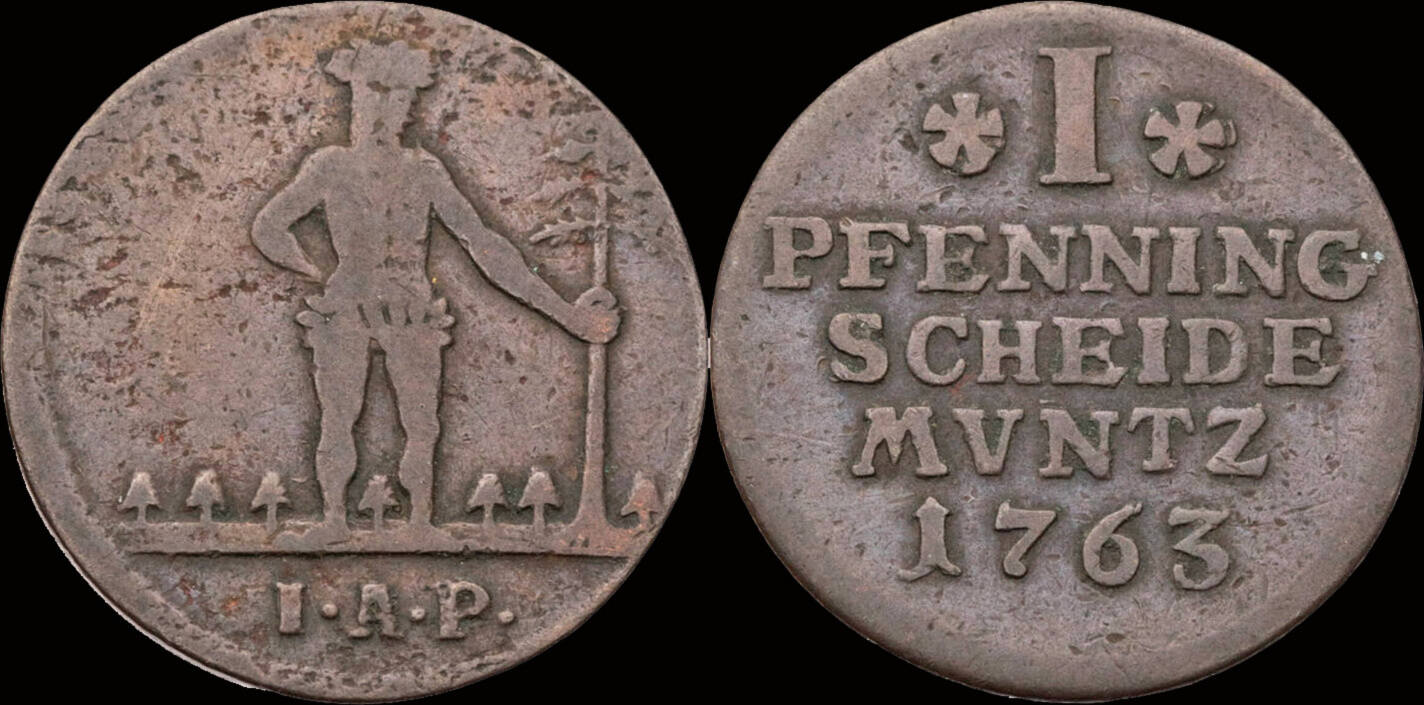 I·A·P·
I
PFENNING
SCHEIDE
MVNTZ
1763